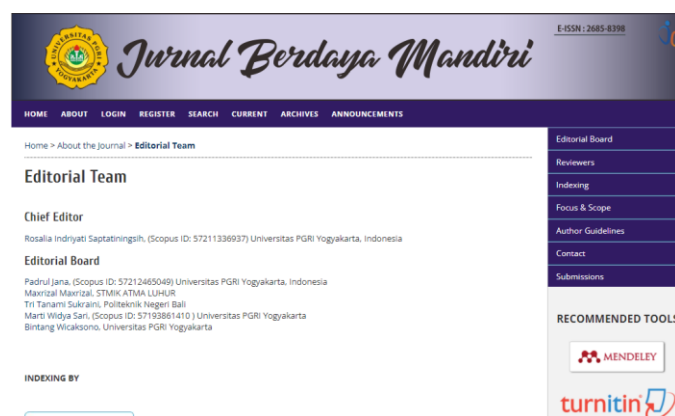 UNIVERSITAS PGRI
YOGYAKARTA
Jurnal Berdaya Mandiri
E-ISSN : 2685-8398
HOME ABOUT LOGIN REGISTER SEARCH CURRENT ARCHIVES ANNOUNCEMENTS
Home > About the Journal > Editorial Team
Editorial Team
Chief Editor
Rosalia Indriyati Saptatiningsih, (Scopus ID: 57211336937) Universitas PGRI Yogyakarta, Indonesia
Editorial Board
Padrul Jana, (Scopus ID: 57212465049) Universitas PGRI Yogyakarta, Indonesia
Maxrizal Maxrizal, STMIK ATMA LUHUR
Tri Tanami Sukraini, Politeknik Negeri Bali
Marti Widya Sari, (Scopus ID: 57193861410 ) Universitas PGRI Yogyakarta
Bintang Wicaksono, Universitas PGRI Yogyakarta
INDEXING BY
Editorial Board
Reviewers
Indexing
Focus & Scope
Author Guidelines
Contact
Submissions
RECOMMENDED TOOLS
MENDELEY
turnitin